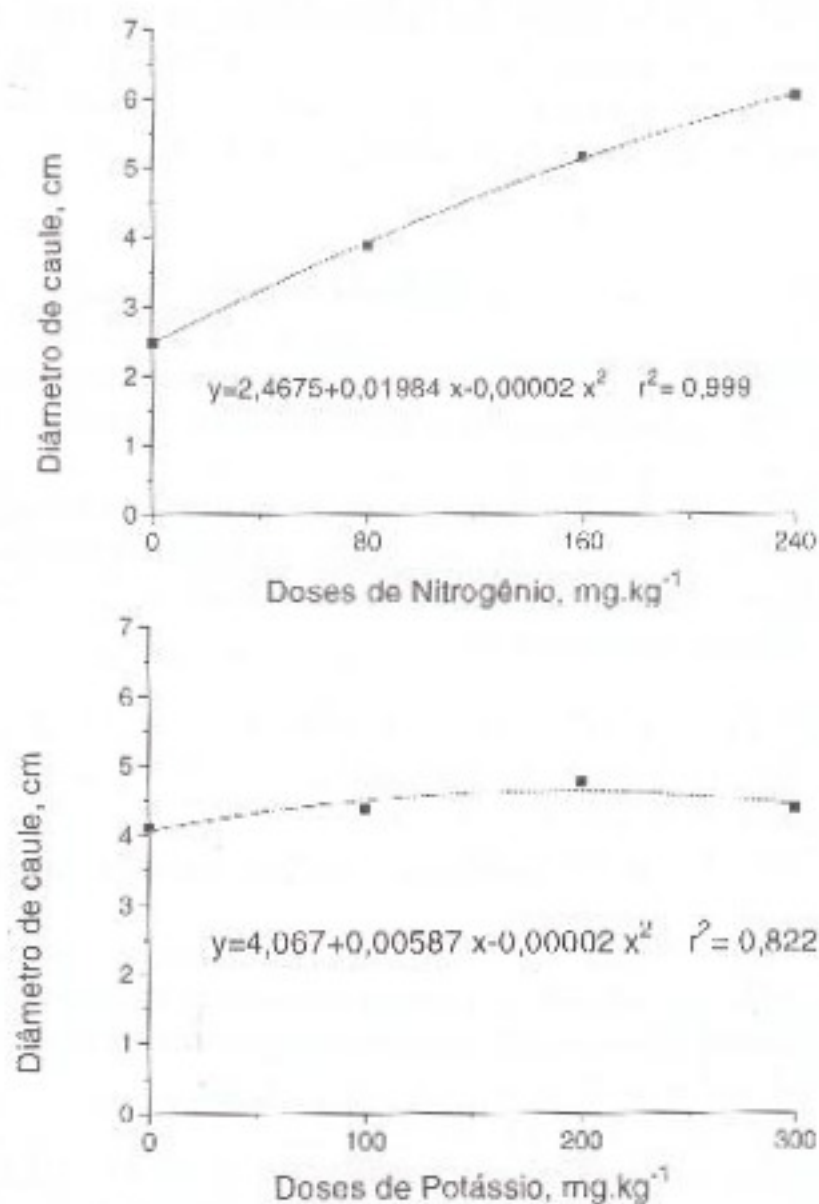 7
6
5
4
3
2
1
0
Diâmetro de caule, cm
y=2,4675+0,01984 x-0,00002 x² r²= 0,999
0 80 160 240
Doses de Nitrogênio, mg.kg⁻¹
7
6
5
4
3
2
1
0
Diâmetro de caule, cm
y=4,067+0,00587 x-0,00002 x² r²= 0,822
0 100 200 300
Doses de Potássio, mg.kg⁻¹